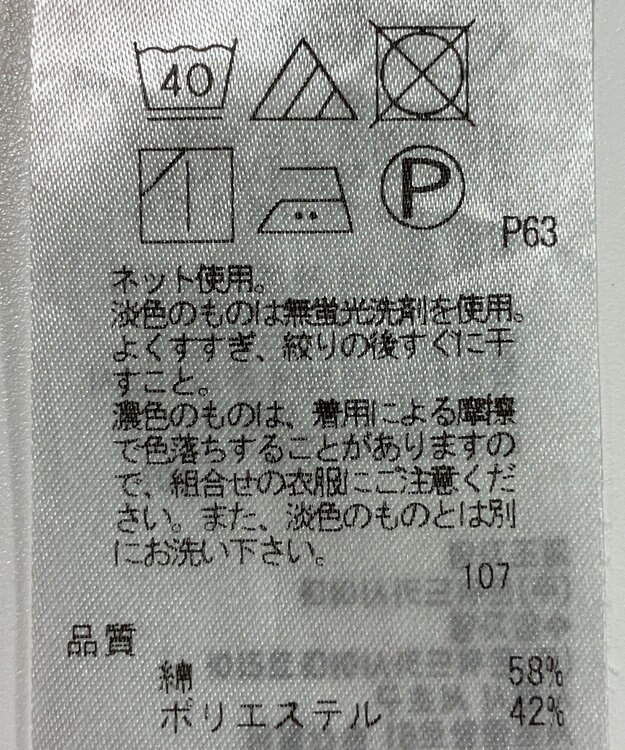 40
P
P63
ネット使用。
淡色のものは無蛍光洗剤を使用。
よくすすぎ、絞りの後すぐに干
すこと。
濃色のものは、着用による摩擦
で色落ちすることがありますの
で、組合せの衣服にご注意くだ
さい。また、淡色のものとは別
にお洗い下さい。
107
品質
綿 58%
ポリエステル 42%